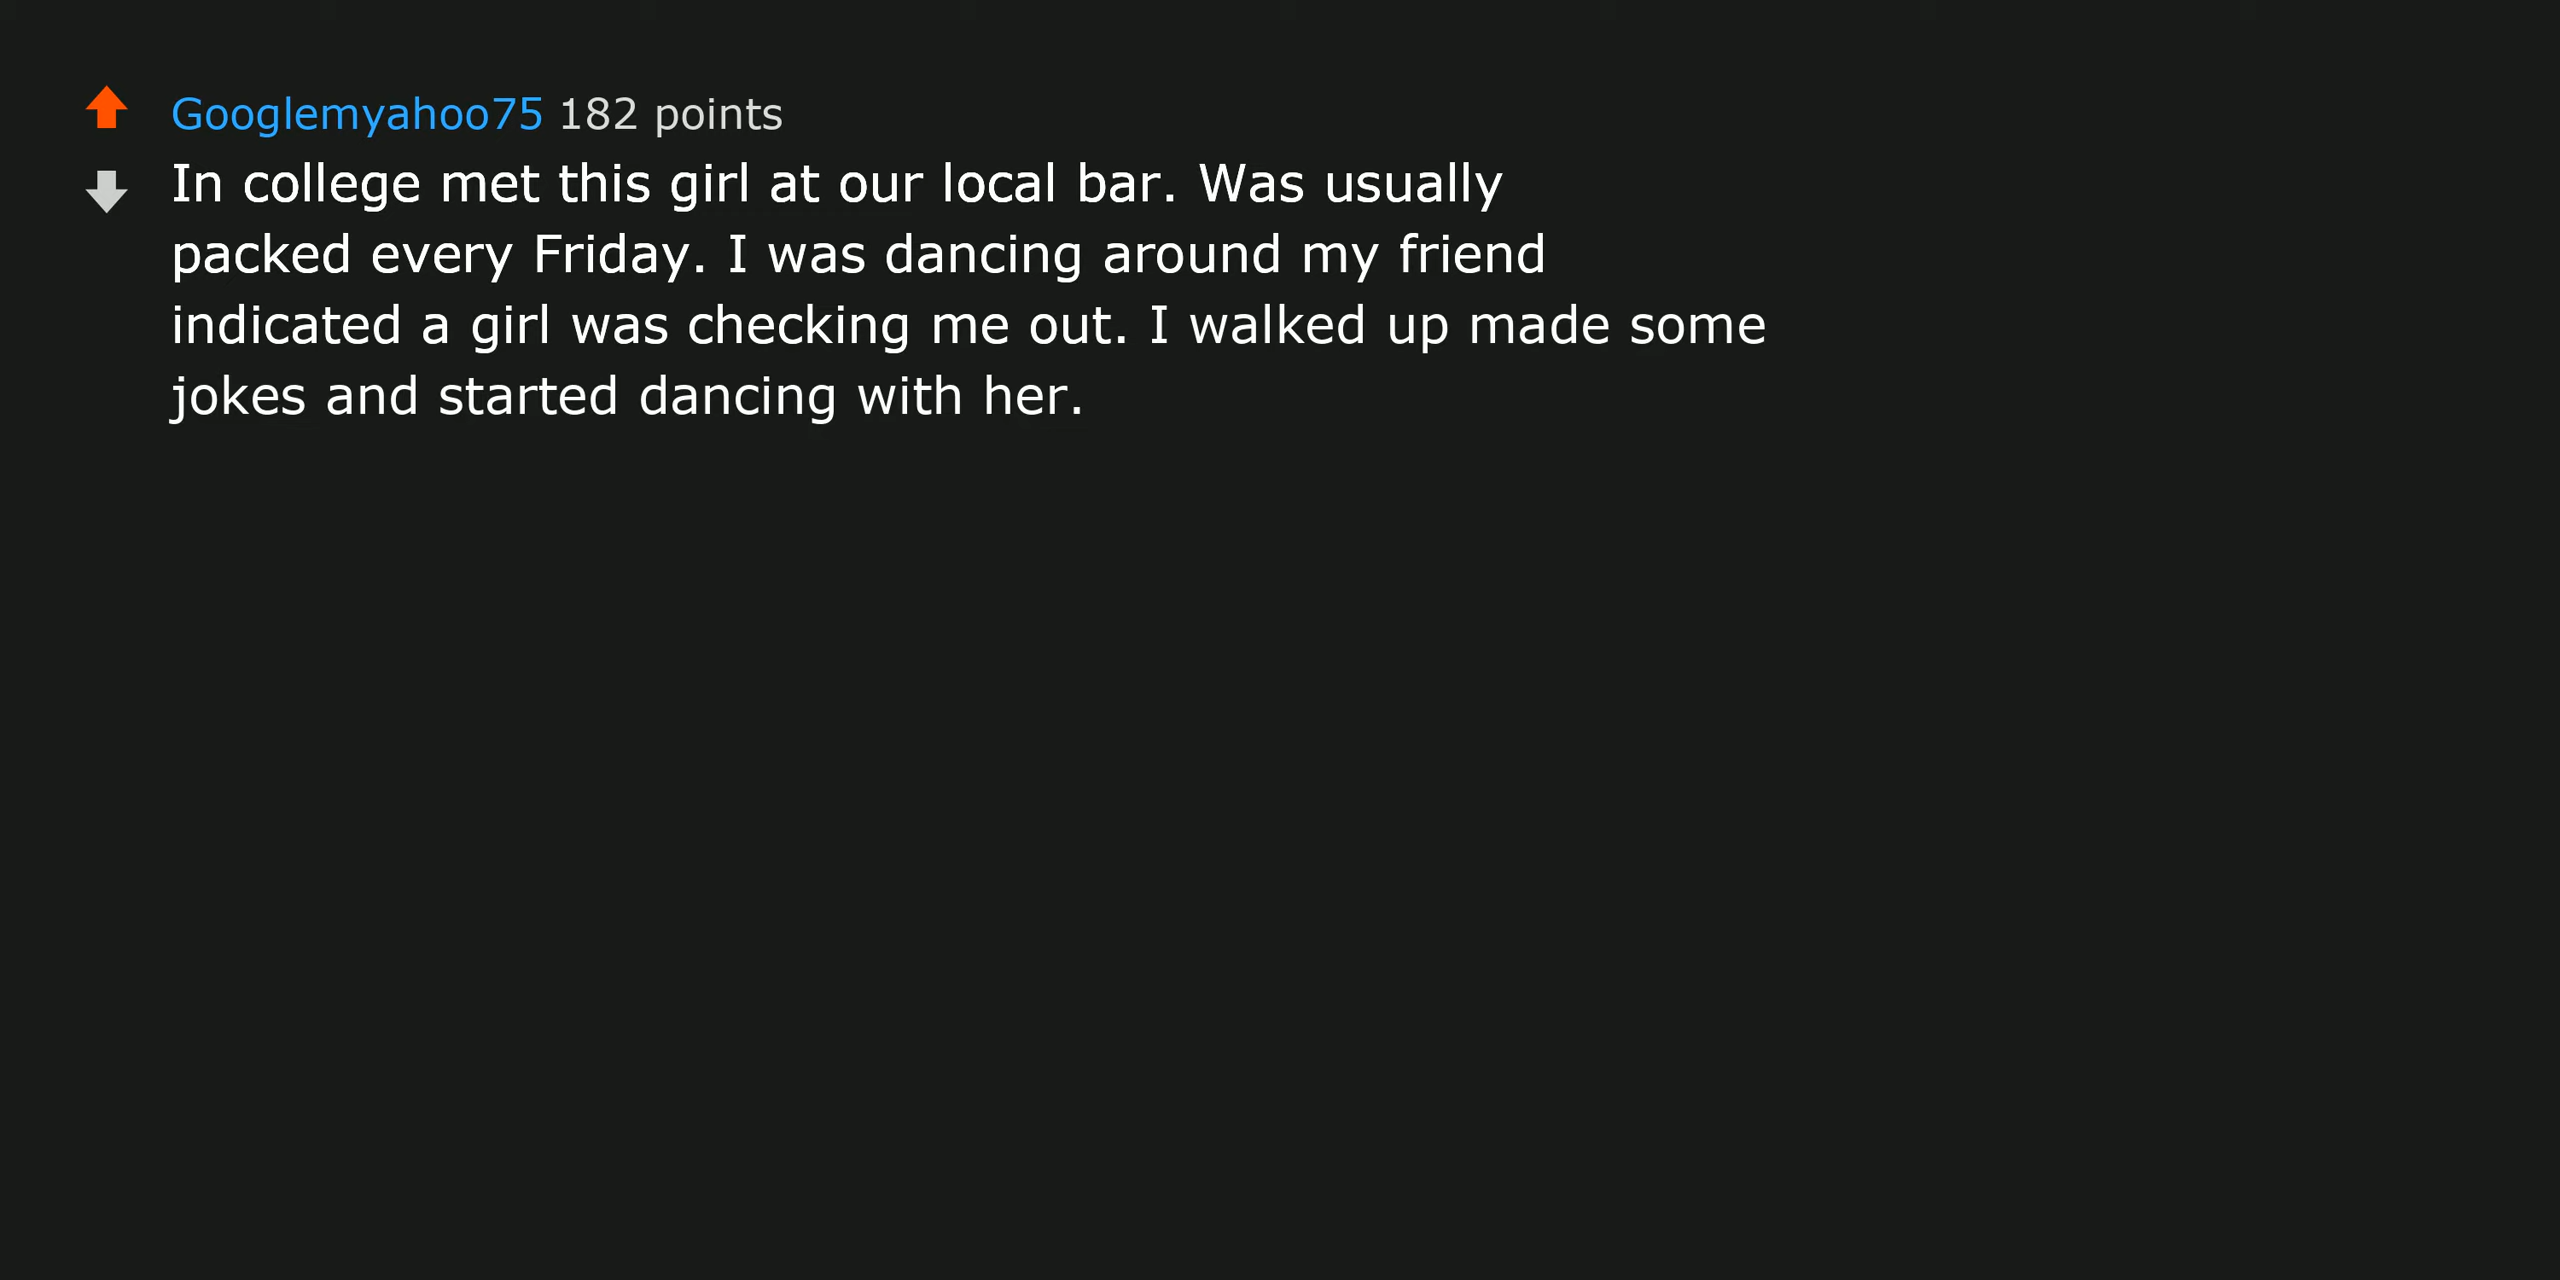 Googlemyahoo75 182 points
In college met this girl at our local bar. Was usually
packed every Friday. I was dancing around my friend
indicated a girl was checking me out. I walked up made some
jokes and started dancing with her.